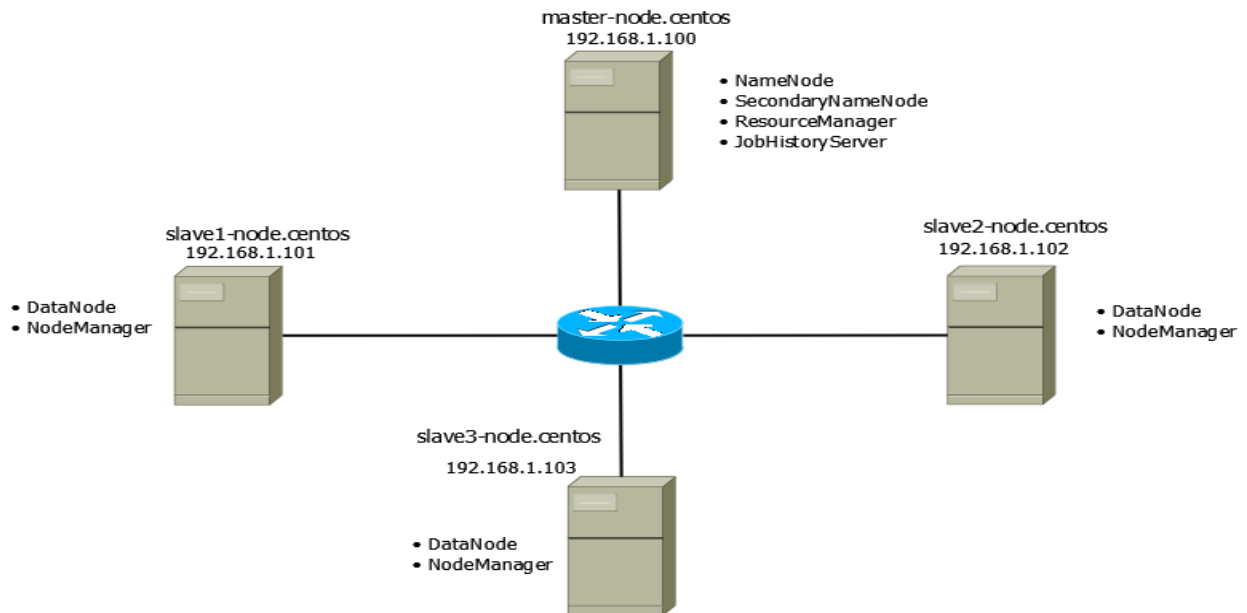 master-node.centos
192.168.1.100
• NameNode
• SecondaryNameNode
• ResourceManager
• JobHistoryServer
slave1-node.centos
192.168.1.101
• DataNode
• NodeManager
slave2-node.centos
192.168.1.102
• DataNode
• NodeManager
slave3-node.centos
192.168.1.103
• DataNode
• NodeManager